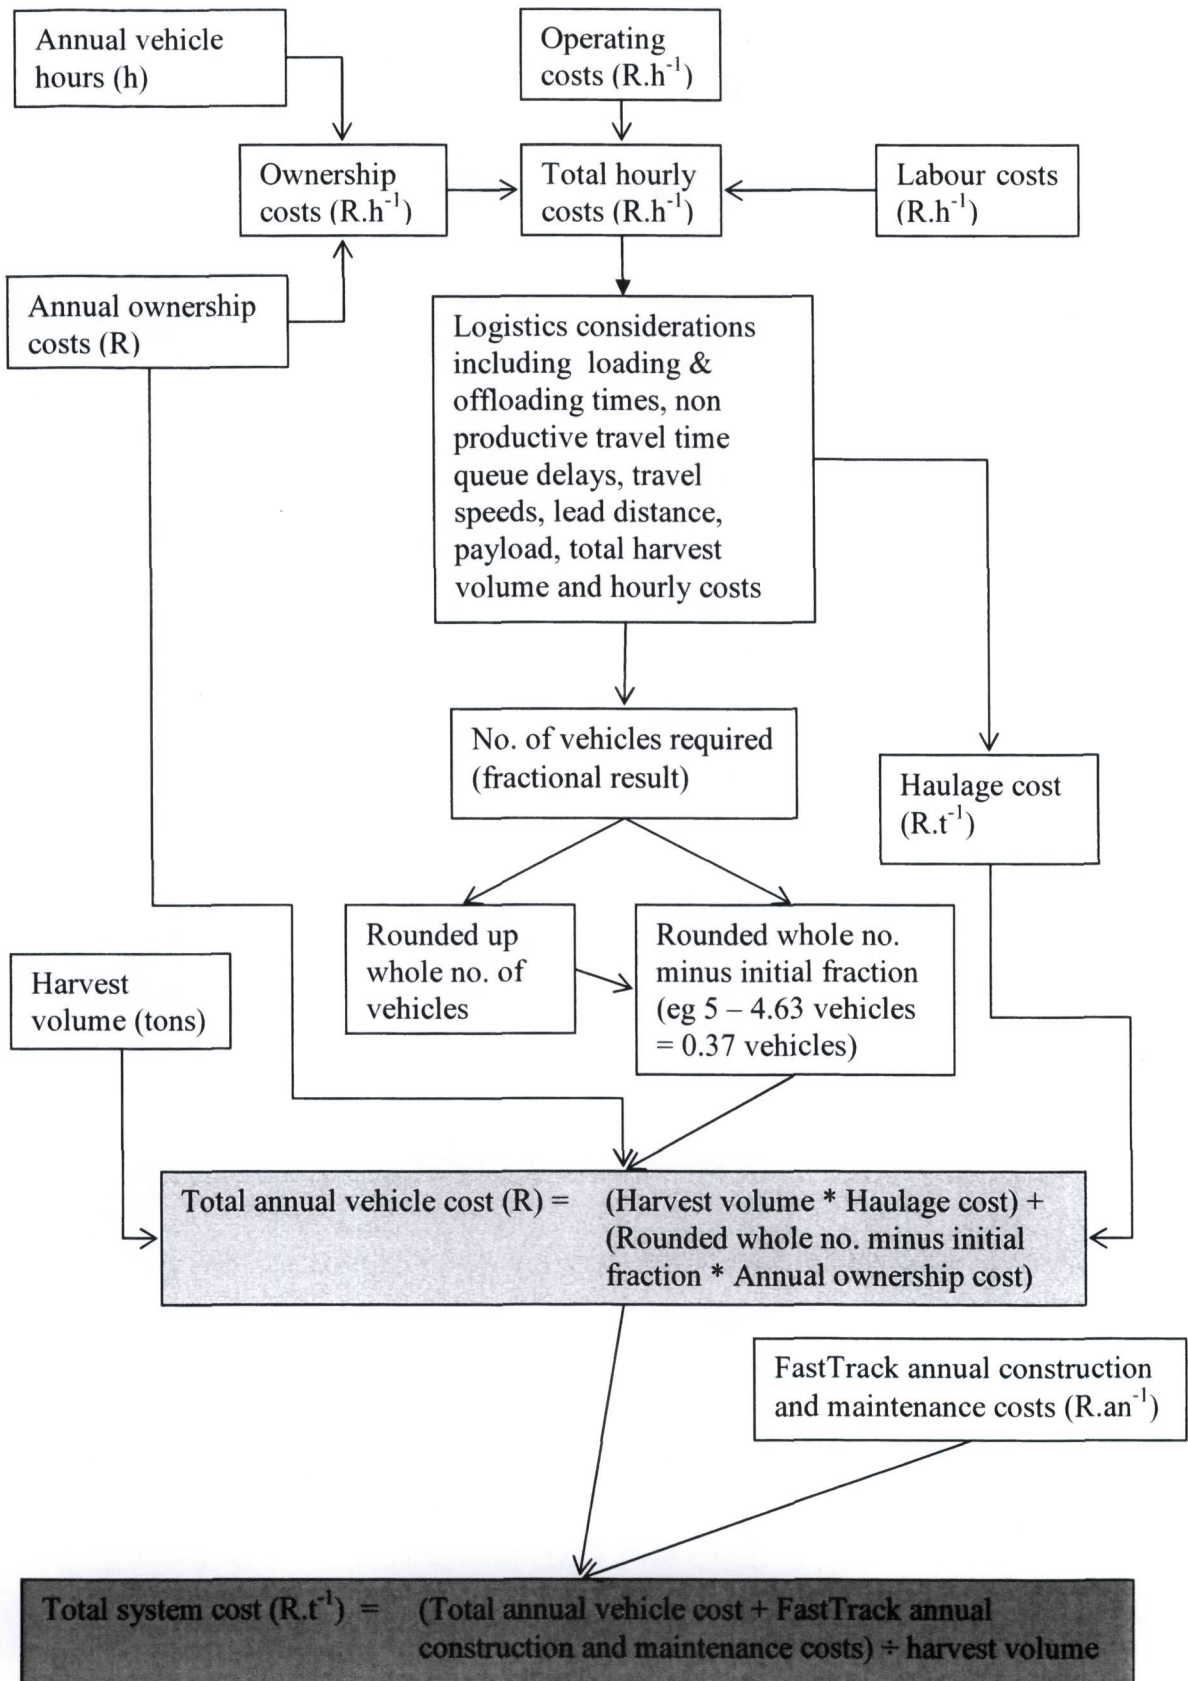 Annual vehicle
hours (h)
Operating
costs (R.h⁻¹)
Ownership
costs (R.h⁻¹)
Total hourly
costs (R.h⁻¹)
Labour costs
(R.h⁻¹)
Annual ownership
costs (R)
Logistics considerations
including loading &
offloading times, non
productive travel time
queue delays, travel
speeds, lead distance,
payload, total harvest
volume and hourly costs
No. of vehicles required
(fractional result)
Haulage cost
(R.t⁻¹)
Rounded up
whole no. of
vehicles
Rounded whole no.
minus initial fraction
(eg 5 – 4.63 vehicles
= 0.37 vehicles)
Harvest
volume (tons)
Total annual vehicle cost (R) = (Harvest volume * Haulage cost) +
(Rounded whole no. minus initial
fraction * Annual ownership cost)
FastTrack annual construction
and maintenance costs (R.an⁻¹)
Total system cost (R.t⁻¹) = (Total annual vehicle cost + FastTrack annual
construction and maintenance costs) ÷ harvest volume